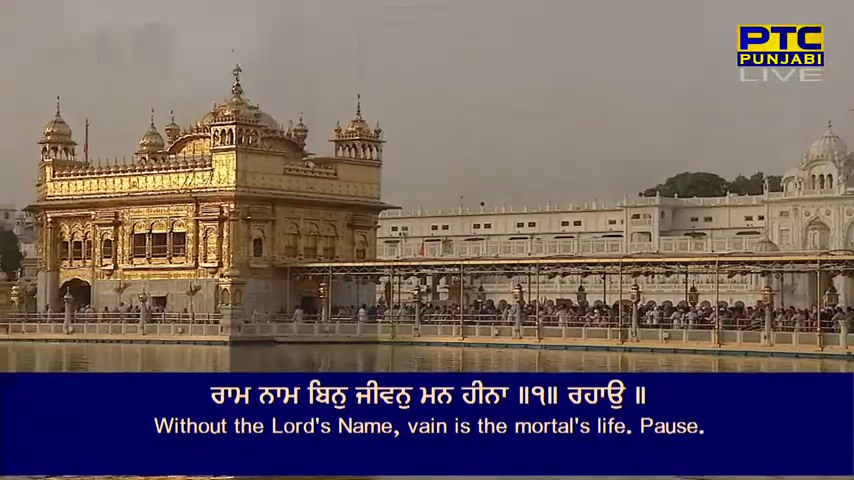 PTC
PUNJABI
LIVE
ਰਾਮ ਨਾਮ ਬਿਨੁ ਜੀਵਨੁ ਮਨ ਹੀਨਾ ॥੧॥ ਰਹਾਉ ॥
Without the Lord's Name, vain is the mortal's life. Pause.